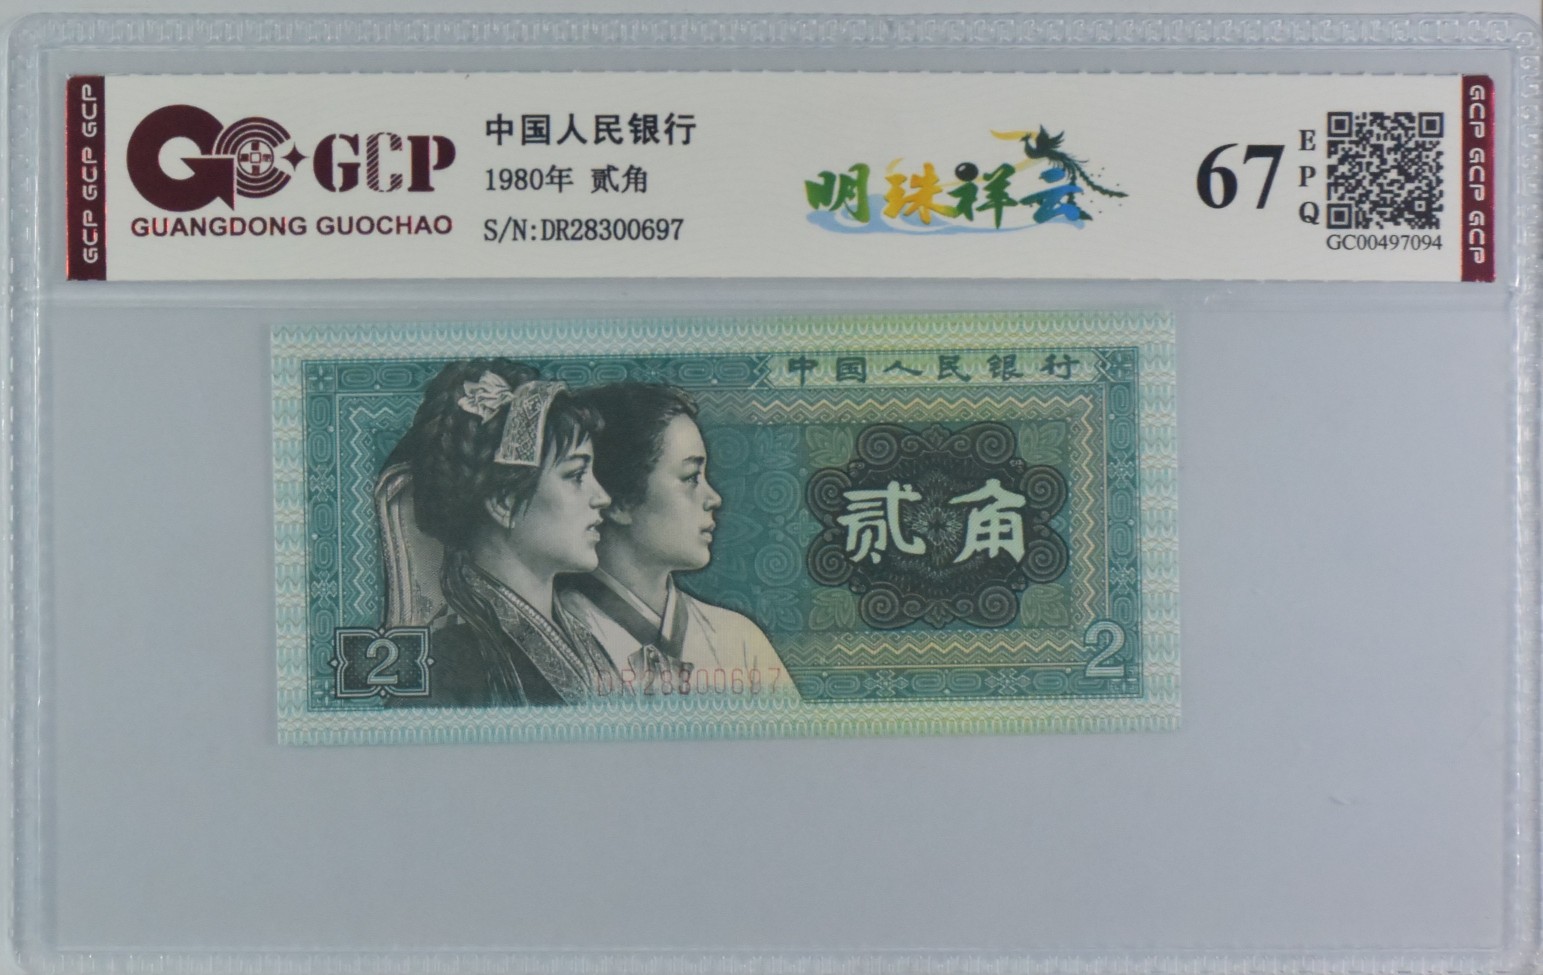 GCP GCP GCP
GCP
GUANGDONG GUOCHAO
中国人民银行
1980年 贰角
S/N:DR28300697
明珠祥云
67
E
P
Q
GC00497094
GCP GCP GCP
中国人民银行
贰角
2
2
DR28300697